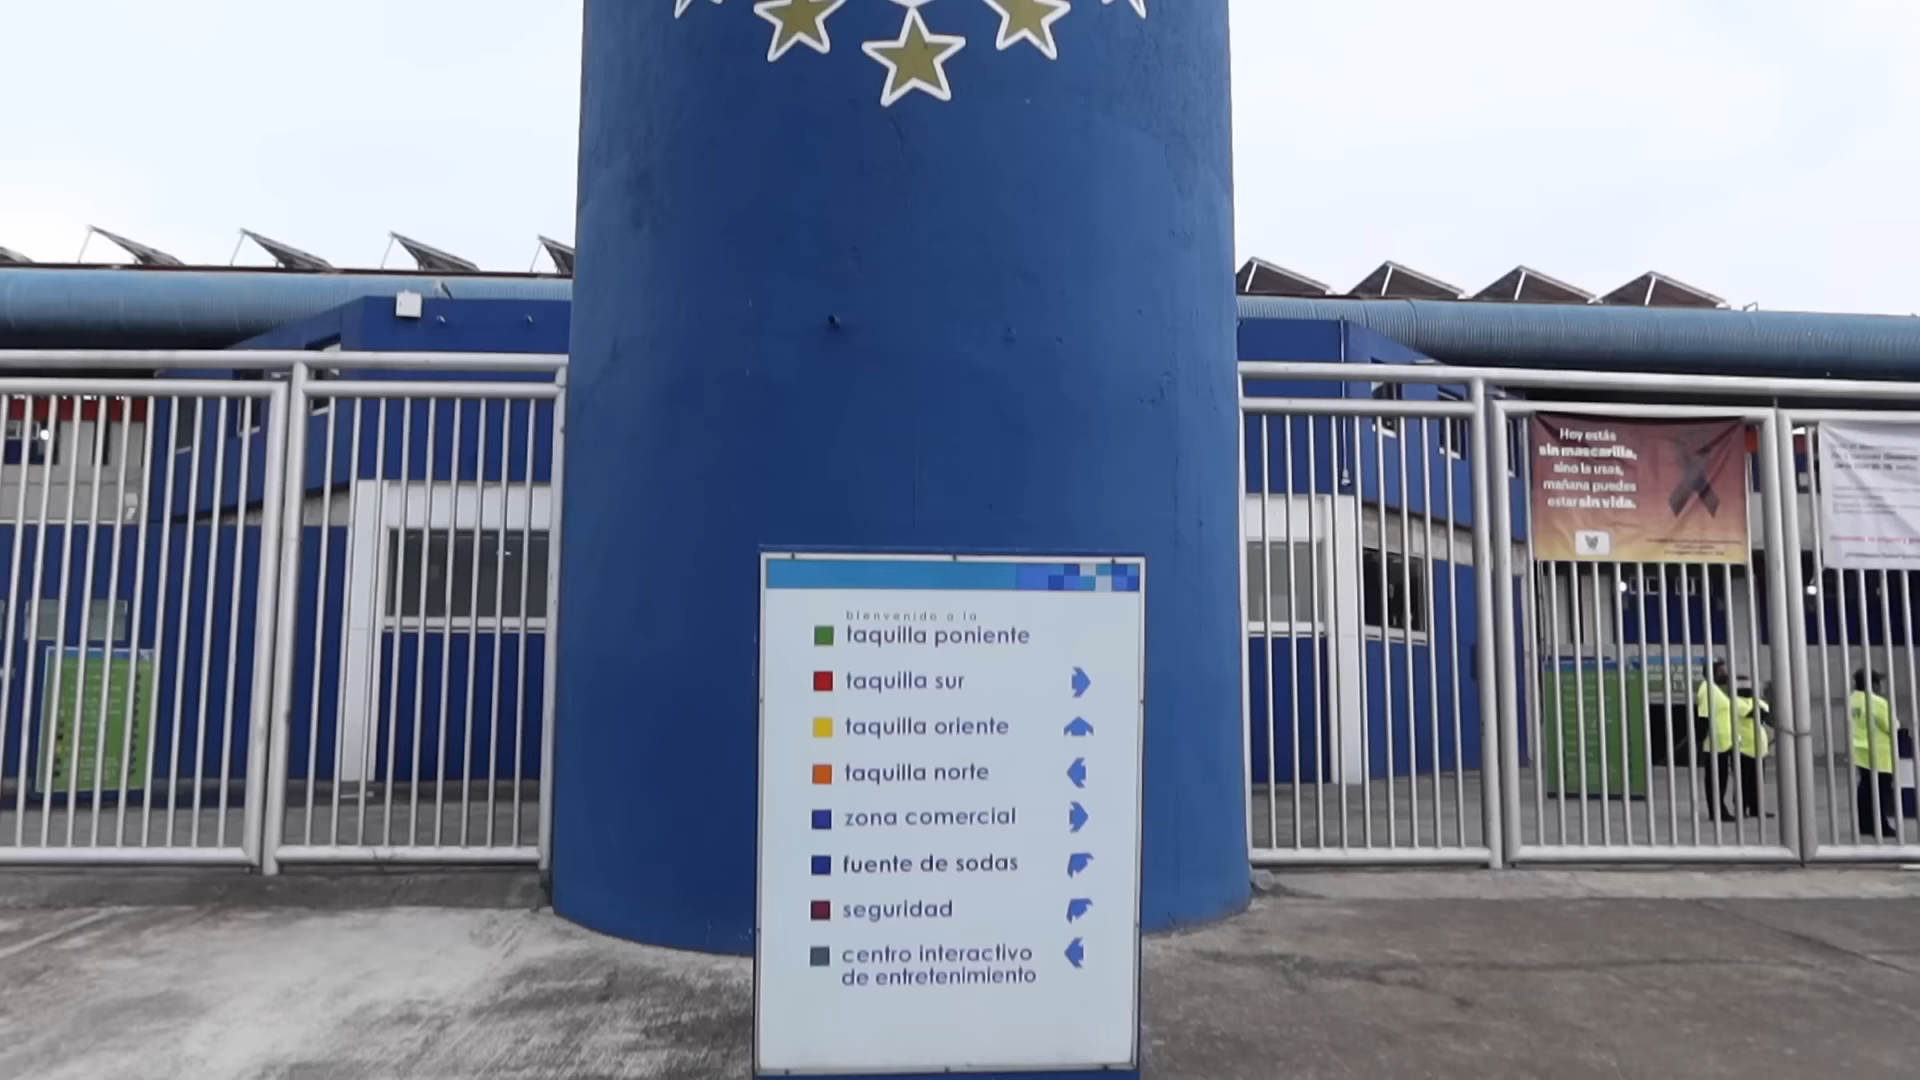 bienvenido a la
taquilla poniente
taquilla sur
taquilla oriente
taquilla norte
zona comercial
fuente de sodas
seguridad
centro interactivo
de entretenimiento
Hoy estás
sin mascarilla,
sino la usas,
mañana puedes
estar sin vida.